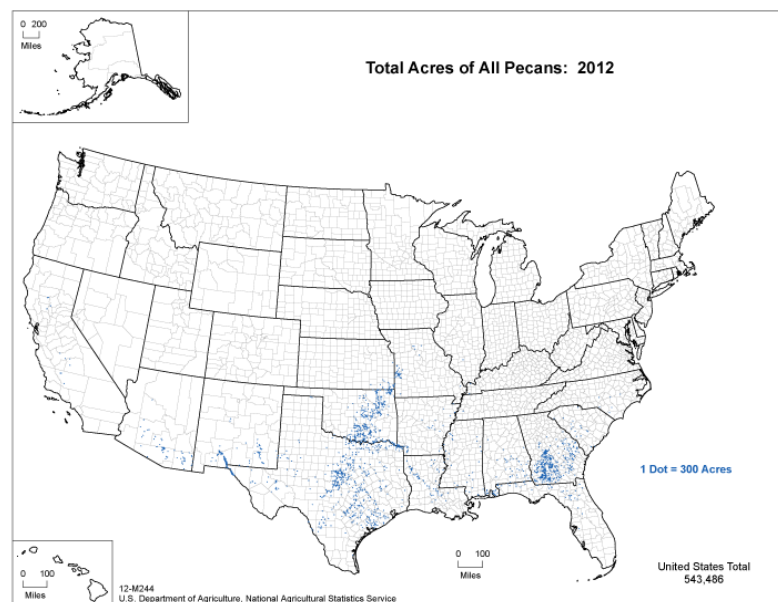 0 200
Miles
Total Acres of All Pecans: 2012
1 Dot = 300 Acres
0 100
Miles
0 100
Miles
United States Total
543,486
12-M244
U.S. Department of Agriculture, National Agricultural Statistics Service